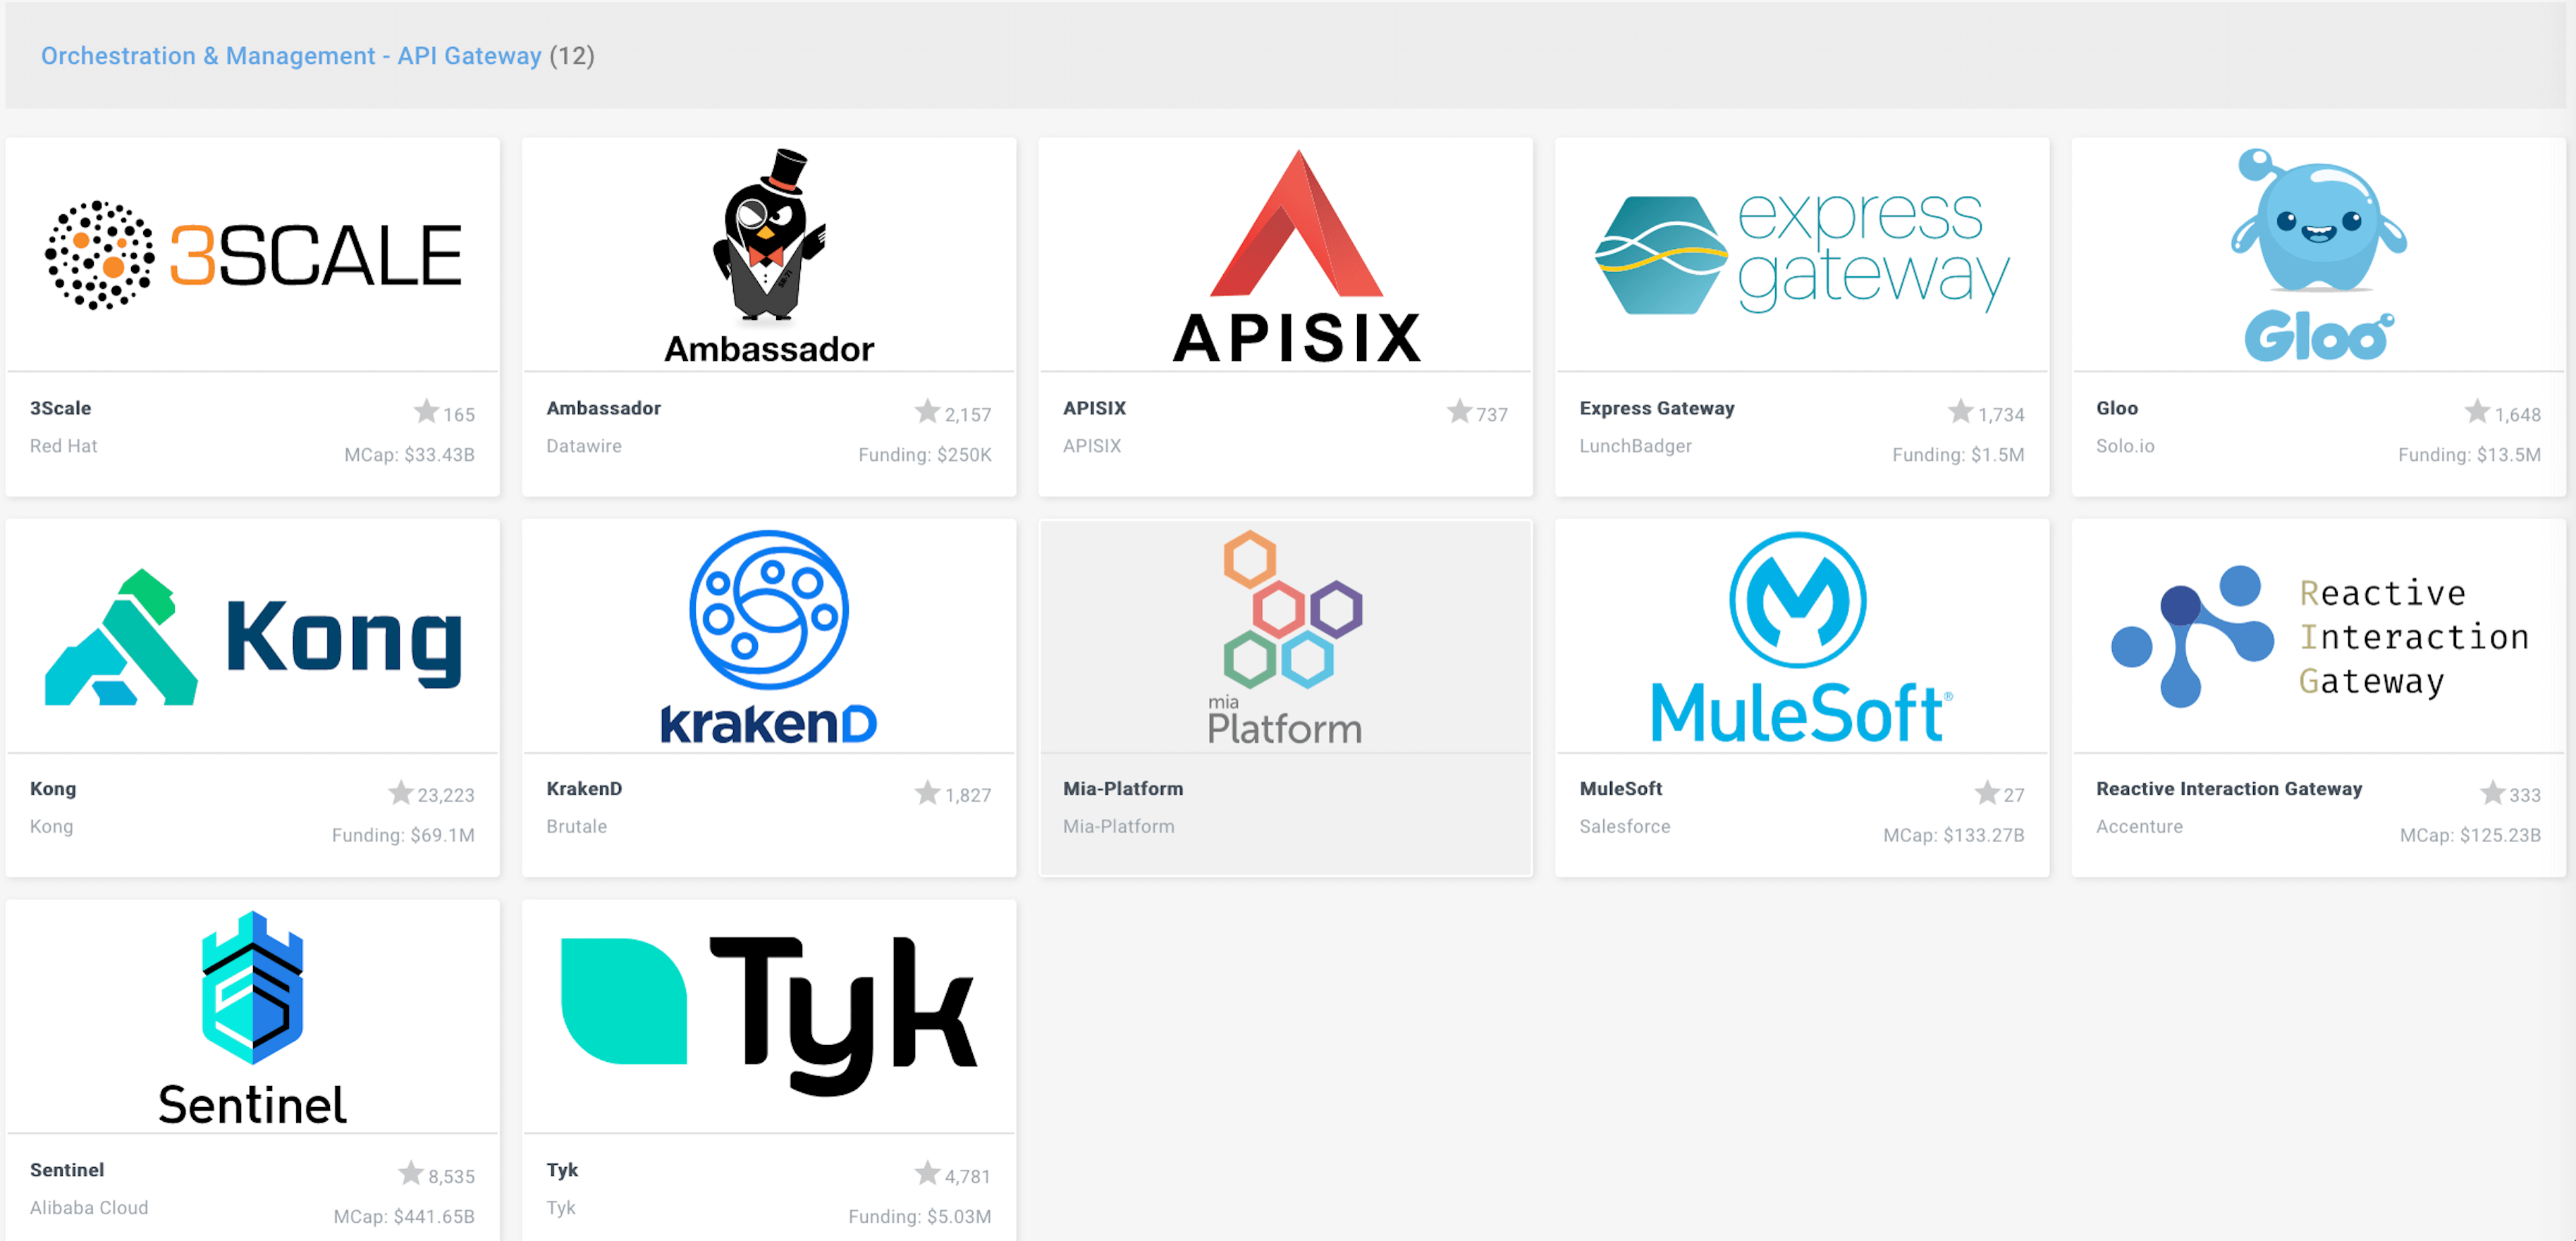 Orchestration & Management - API Gateway (12)
3SCALE
3Scale
165
Red Hat
MCap: $33.43B
Ambassador
Ambassador
2,157
Datawire
Funding: $250K
APISIX
APISIX
737
APISIX
express
gateway
Express Gateway
1,734
LunchBadger
Funding: $1.5M
Gloo
Gloo
1,648
Solo.io
Funding: $13.5M
Kong
Kong
23,223
Kong
Funding: $69.1M
krakenD
KrakenD
1,827
Brutale
mia
Platform
Mia-Platform
Mia-Platform
MuleSoft®
MuleSoft
27
Salesforce
MCap: $133.27B
Reactive
Interaction
Gateway
Reactive Interaction Gateway
333
Accenture
MCap: $125.23B
Sentinel
Sentinel
8,535
Alibaba Cloud
MCap: $441.65B
Tyk
Tyk
4,781
Tyk
Funding: $5.03M